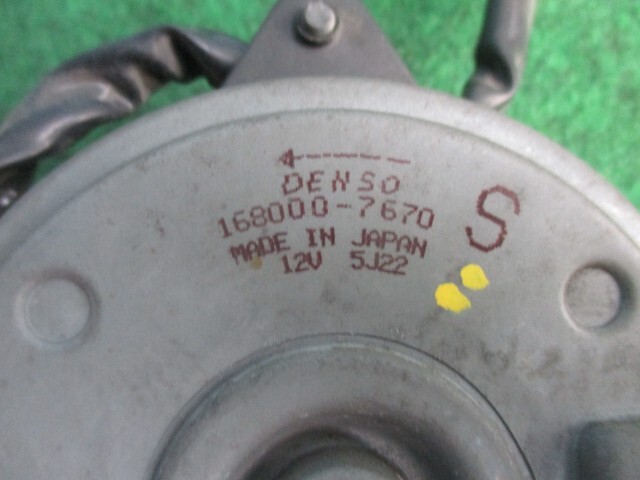 DENSO
168000-7670
MADE IN JAPAN
12V 5J22
S